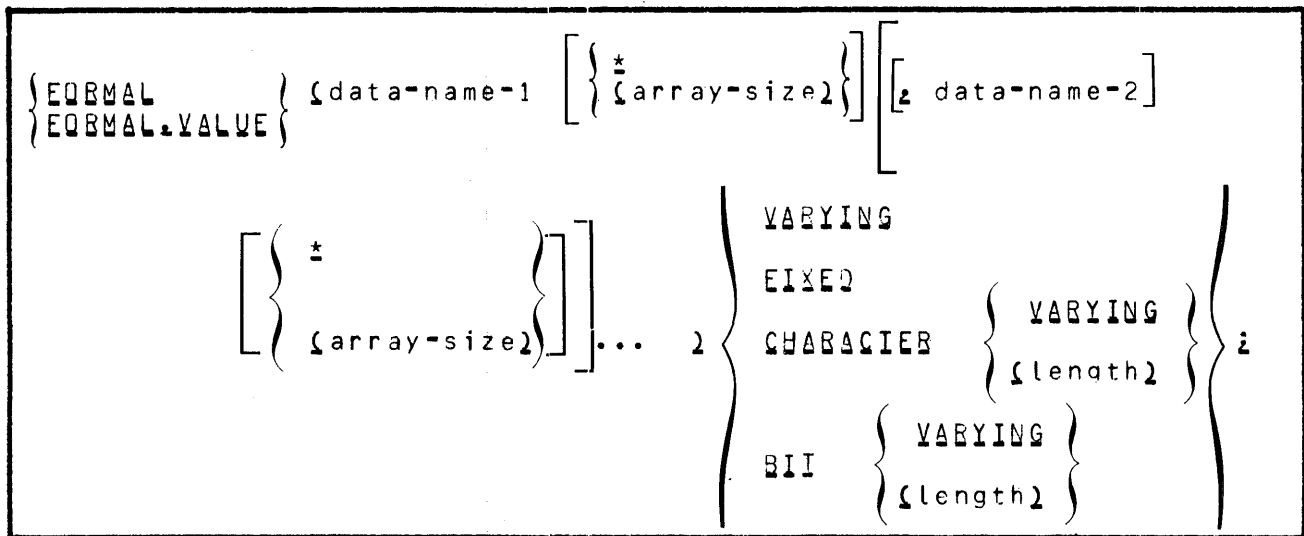 {FORMAL
{FORMAL.VALUE} (data-name-1 [{* (array-size)}] [[, data-name-2]
[{*
(array-size)}]]... )
{VARYING
FIXED
CHARACTER {VARYING
(length)}
BIT {VARYING
(length)}} ;